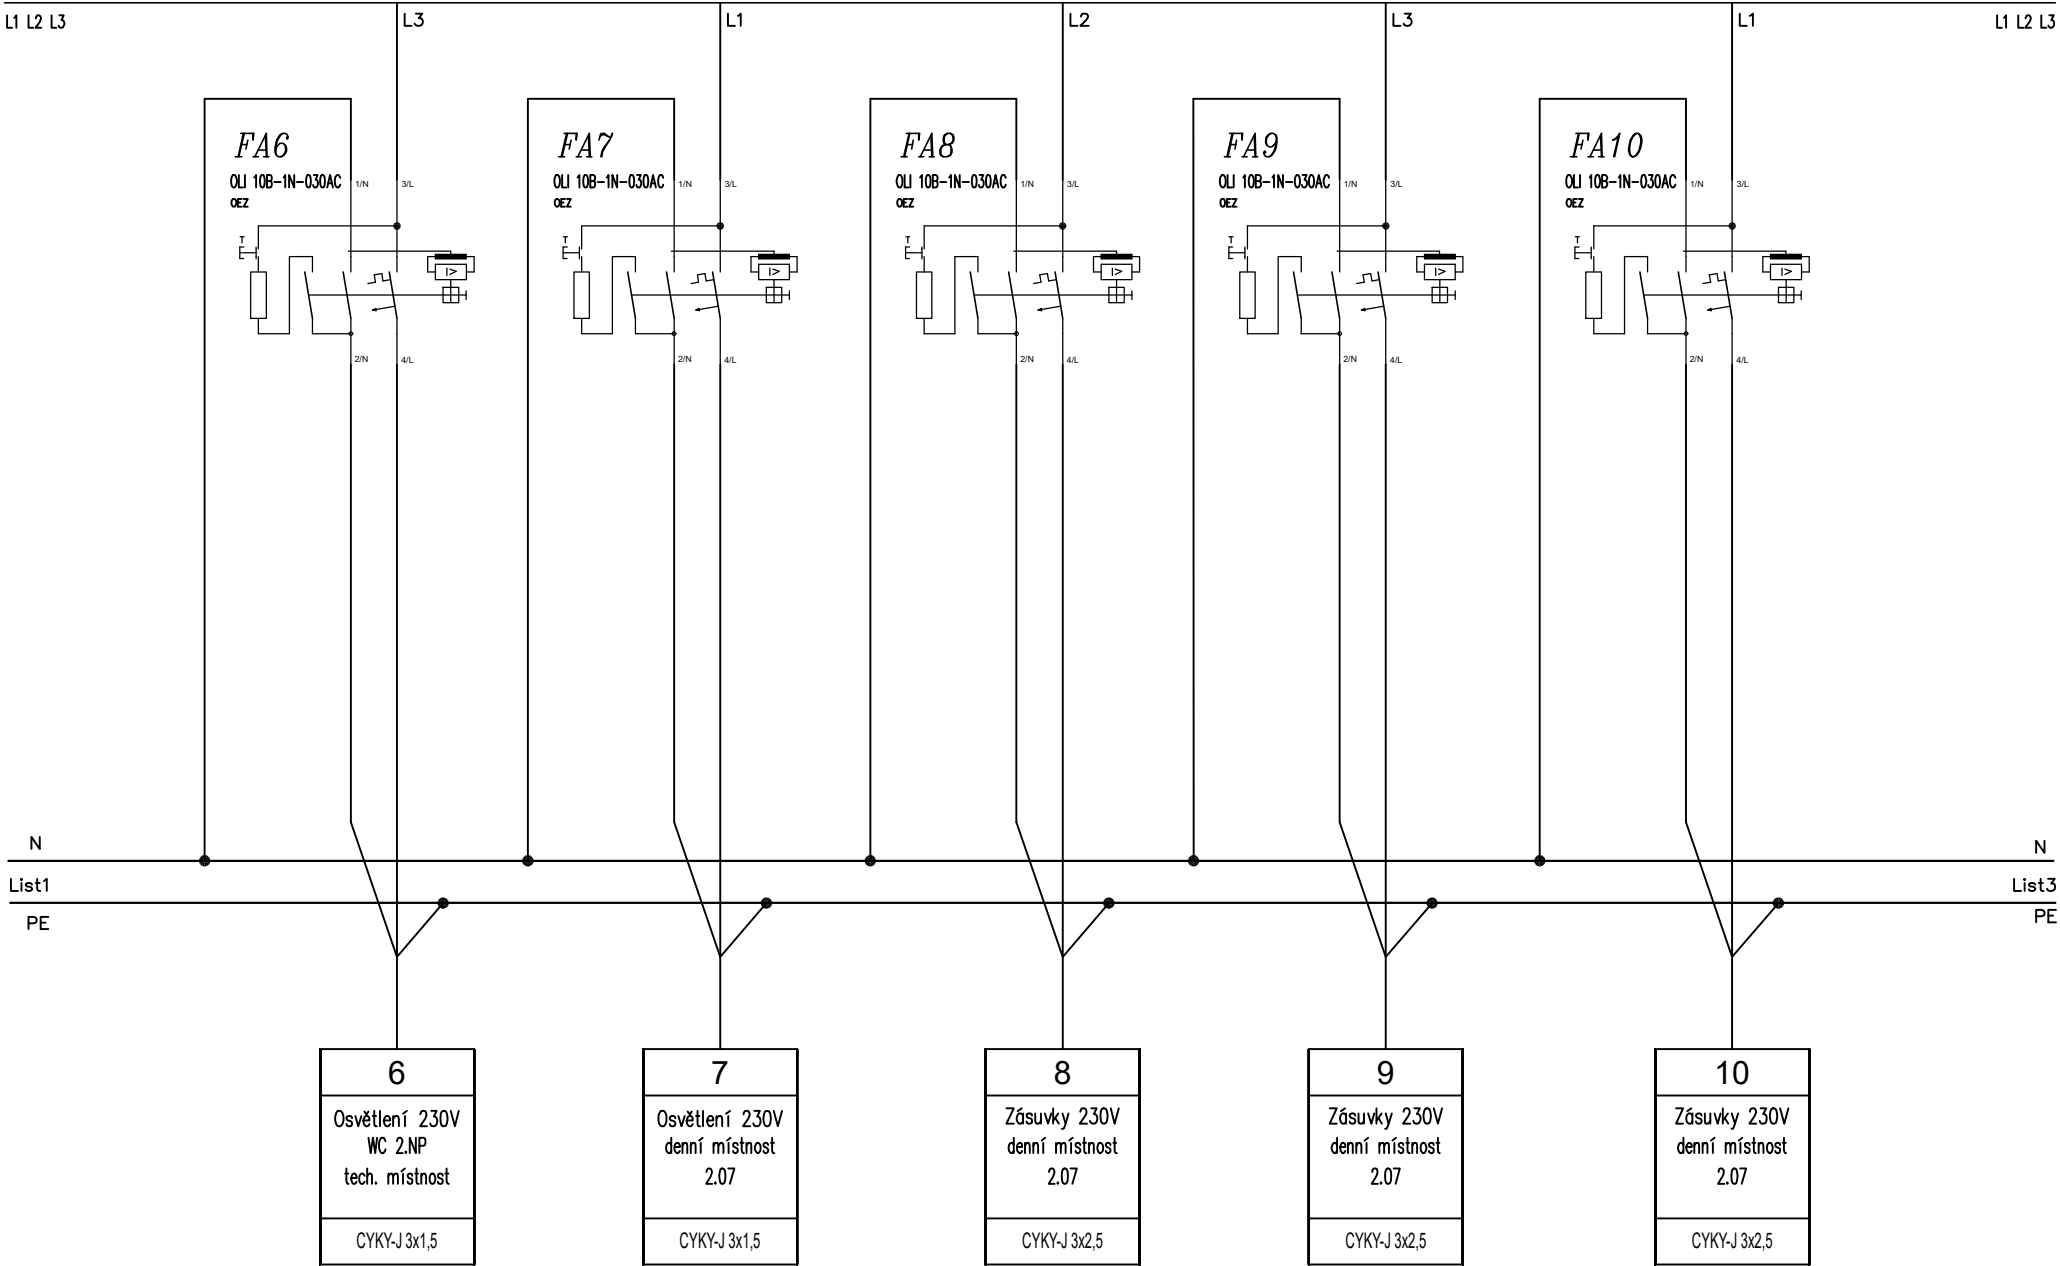 L1 L2 L3
L3
L1
L2
L3
L1
L1 L2 L3
FA6
OLI 10B-1N-030AC
OEZ
1/N
3/L
T
I>
2/N
4/L
FA7
OLI 10B-1N-030AC
OEZ
1/N
3/L
T
I>
2/N
4/L
FA8
OLI 10B-1N-030AC
OEZ
1/N
3/L
T
I>
2/N
4/L
FA9
OLI 10B-1N-030AC
OEZ
1/N
3/L
T
I>
2/N
4/L
FA10
OLI 10B-1N-030AC
OEZ
1/N
3/L
T
I>
2/N
4/L
N
N
List1
List3
PE
PE
6
Osvětlení 230V
WC 2.NP
tech. místnost
CYKY-J 3x1,5
7
Osvětlení 230V
denní místnost
2.07
CYKY-J 3x1,5
8
Zásuvky 230V
denní místnost
2.07
CYKY-J 3x2,5
9
Zásuvky 230V
denní místnost
2.07
CYKY-J 3x2,5
10
Zásuvky 230V
denní místnost
2.07
CYKY-J 3x2,5